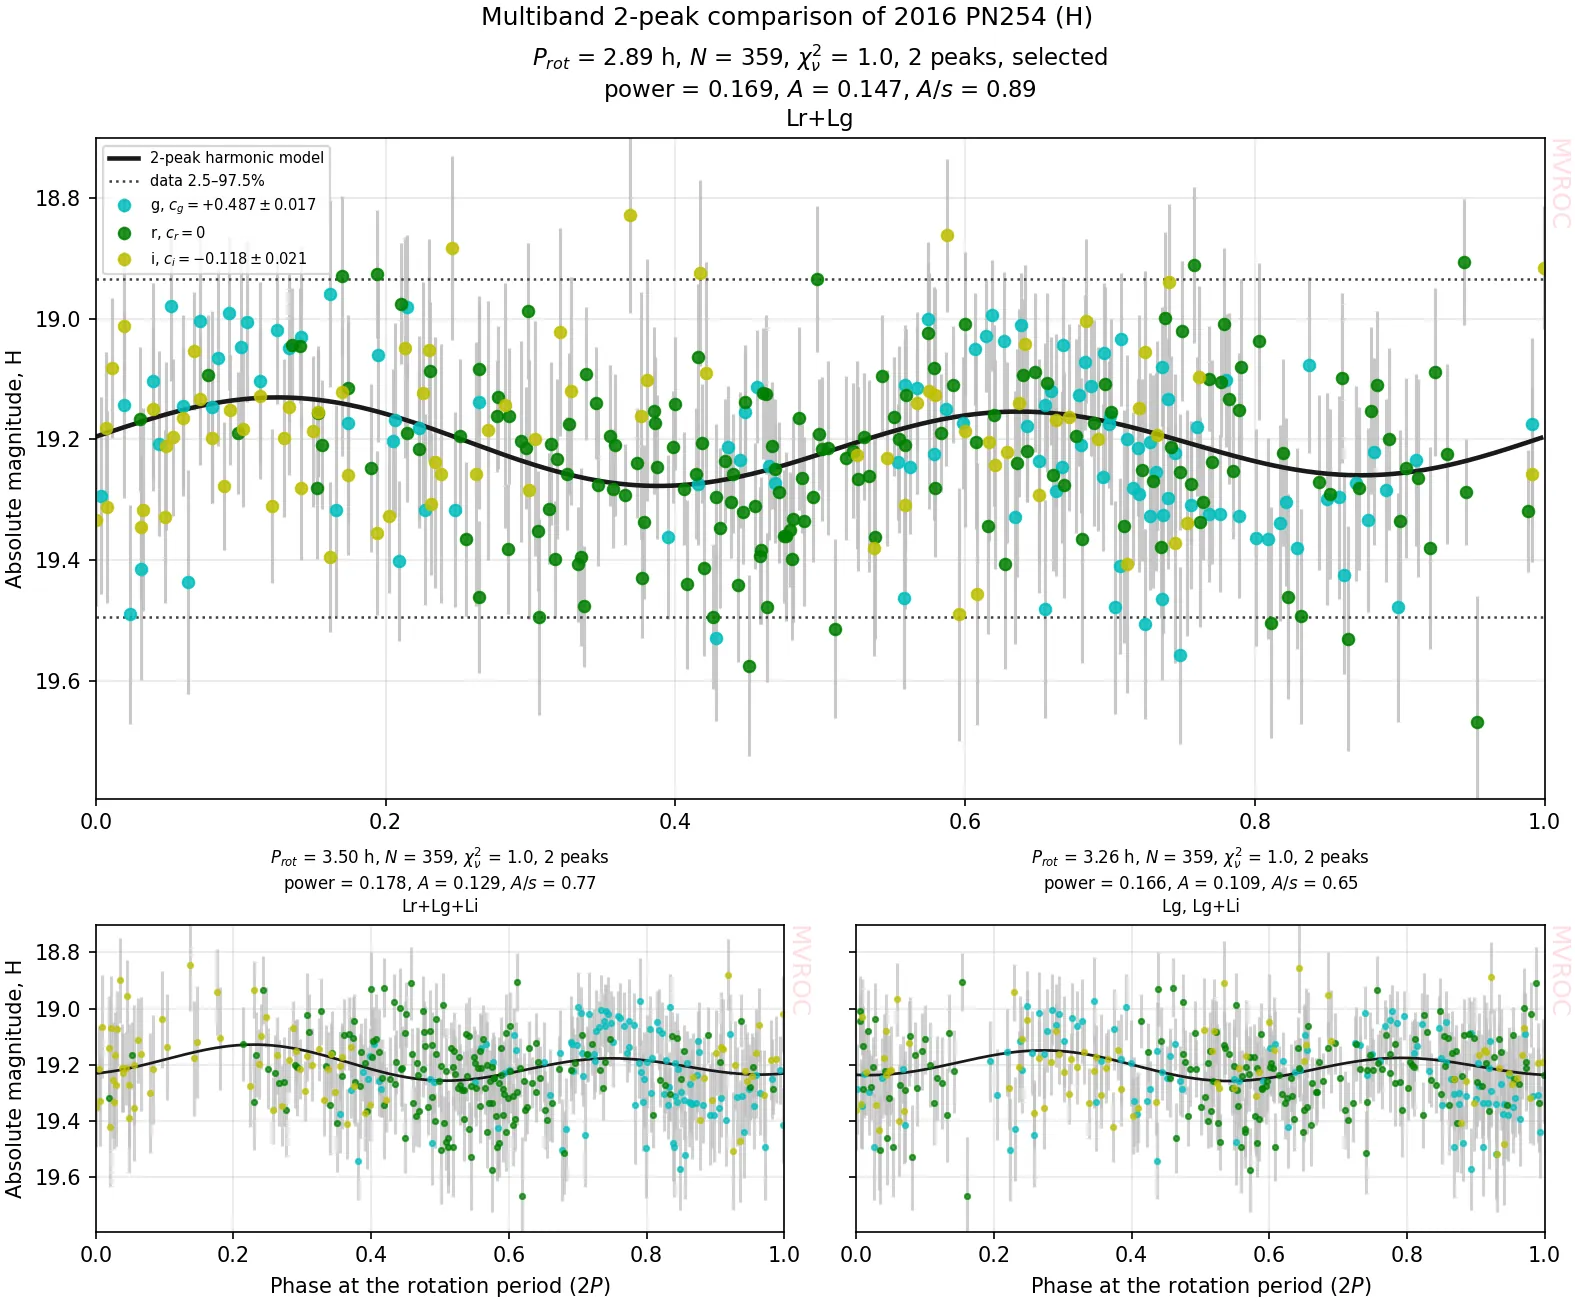 Multiband 2-peak comparison of 2016 PN254 (H)
P_rot = 2.89 h, N = 359, χ²_ν = 1.0, 2 peaks, selected
power = 0.169, A = 0.147, A/s = 0.89
Lr+Lg
2-peak harmonic model
data 2.5–97.5%
g, c_g = +0.487 ± 0.017
r, c_r = 0
i, c_i = −0.118 ± 0.021
MVROC
Absolute magnitude, H
18.8
19.0
19.2
19.4
19.6
0.0 0.2 0.4 0.6 0.8 1.0
P_rot = 3.50 h, N = 359, χ²_ν = 1.0, 2 peaks
power = 0.178, A = 0.129, A/s = 0.77
Lr+Lg+Li
MVROC
Absolute magnitude, H
18.8
19.0
19.2
19.4
19.6
0.0 0.2 0.4 0.6 0.8 1.0
Phase at the rotation period (2P)
P_rot = 3.26 h, N = 359, χ²_ν = 1.0, 2 peaks
power = 0.166, A = 0.109, A/s = 0.65
Lg, Lg+Li
MVROC
0.0 0.2 0.4 0.6 0.8 1.0
Phase at the rotation period (2P)